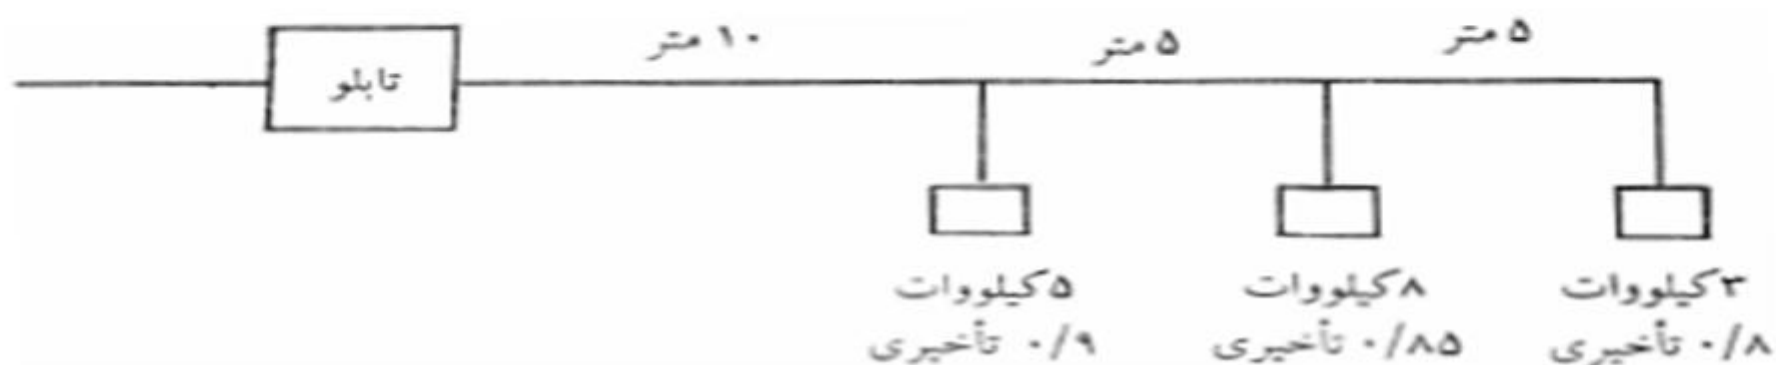 ۱۰ متر
۵ متر
۵ متر
تابلو
۵ کیلووات
۰/۹ تأخیری
۸ کیلووات
۰/۸۵ تأخیری
۳ کیلووات
۰/۸ تأخیری